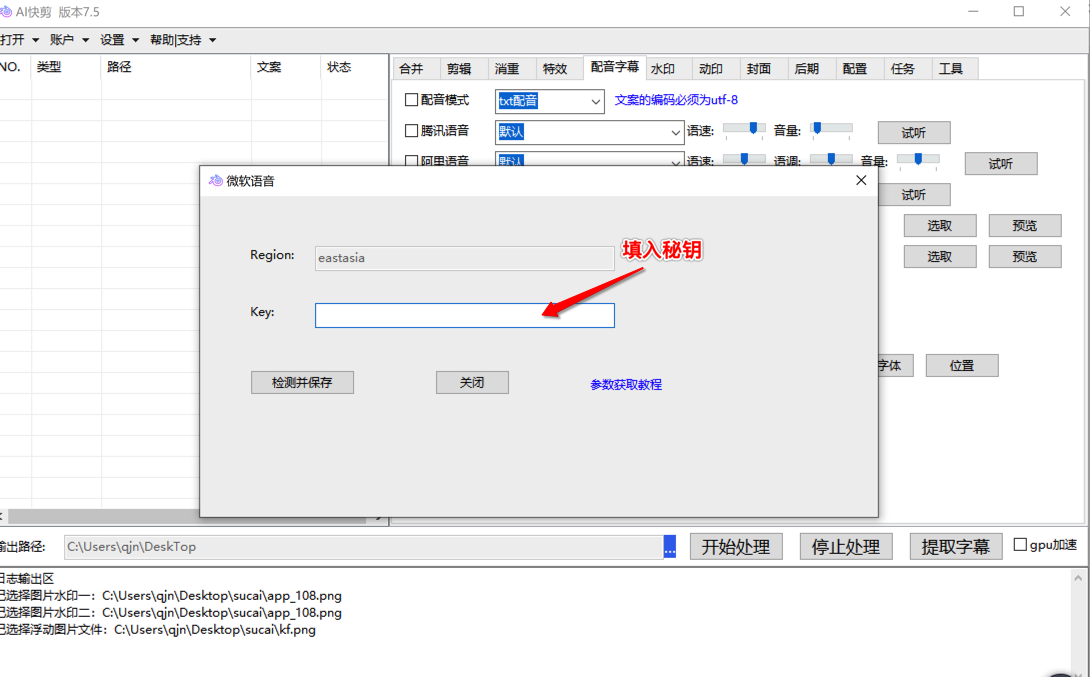 AI快剪 版本7.5
打开 账户 设置 帮助|支持
NO. 类型 路径 文案 状态
合并 剪辑 消重 特效 配音字幕 水印 动印 封面 后期 配置 任务 工具
配音模式 txt配音 文案的编码必须为utf-8
腾讯语音 默认 语速: 音量: 试听
阿里语音 默认 语速: 语调: 音量: 试听
微软语音
试听
选取 预览
选取 预览
Region: eastasia
填入秘钥
Key:
字体 位置
检测并保存 关闭 参数获取教程
输出路径: C:\Users\qjn\DeskTop ... 开始处理 停止处理 提取字幕 gpu加速
日志输出区
已选择图片水印一：C:\Users\qjn\Desktop\sucai\app_108.png
已选择图片水印二：C:\Users\qjn\Desktop\sucai\app_108.png
已选择浮动图片文件：C:\Users\qjn\Desktop\sucai\kf.png